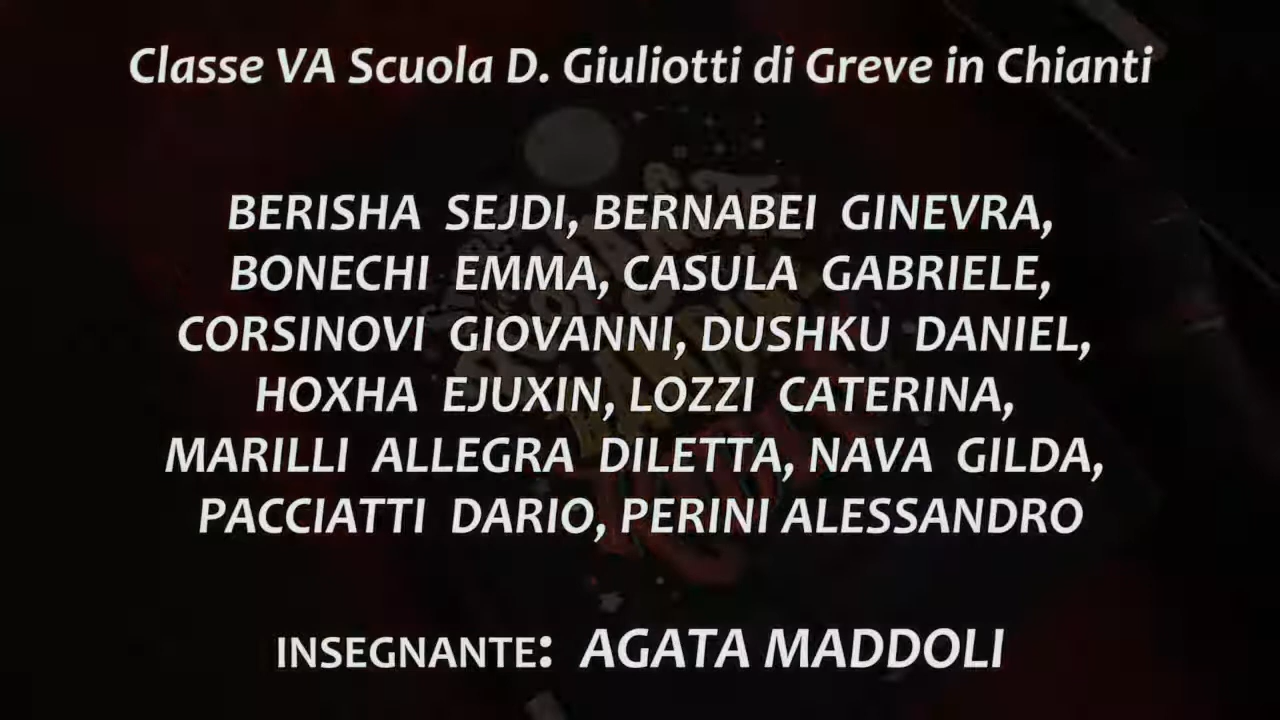 Classe VA Scuola D. Giuliotti di Greve in Chianti
BERISHA SEJDI, BERNABEI GINEVRA,
BONECHI EMMA, CASULA GABRIELE,
CORSINOVI GIOVANNI, DUSHKU DANIEL,
HOXHA EJUXIN, LOZZI CATERINA,
MARILLI ALLEGRA DILETTA, NAVA GILDA,
PACCIATTI DARIO, PERINI ALESSANDRO
INSEGNANTE: AGATA MADDOLI